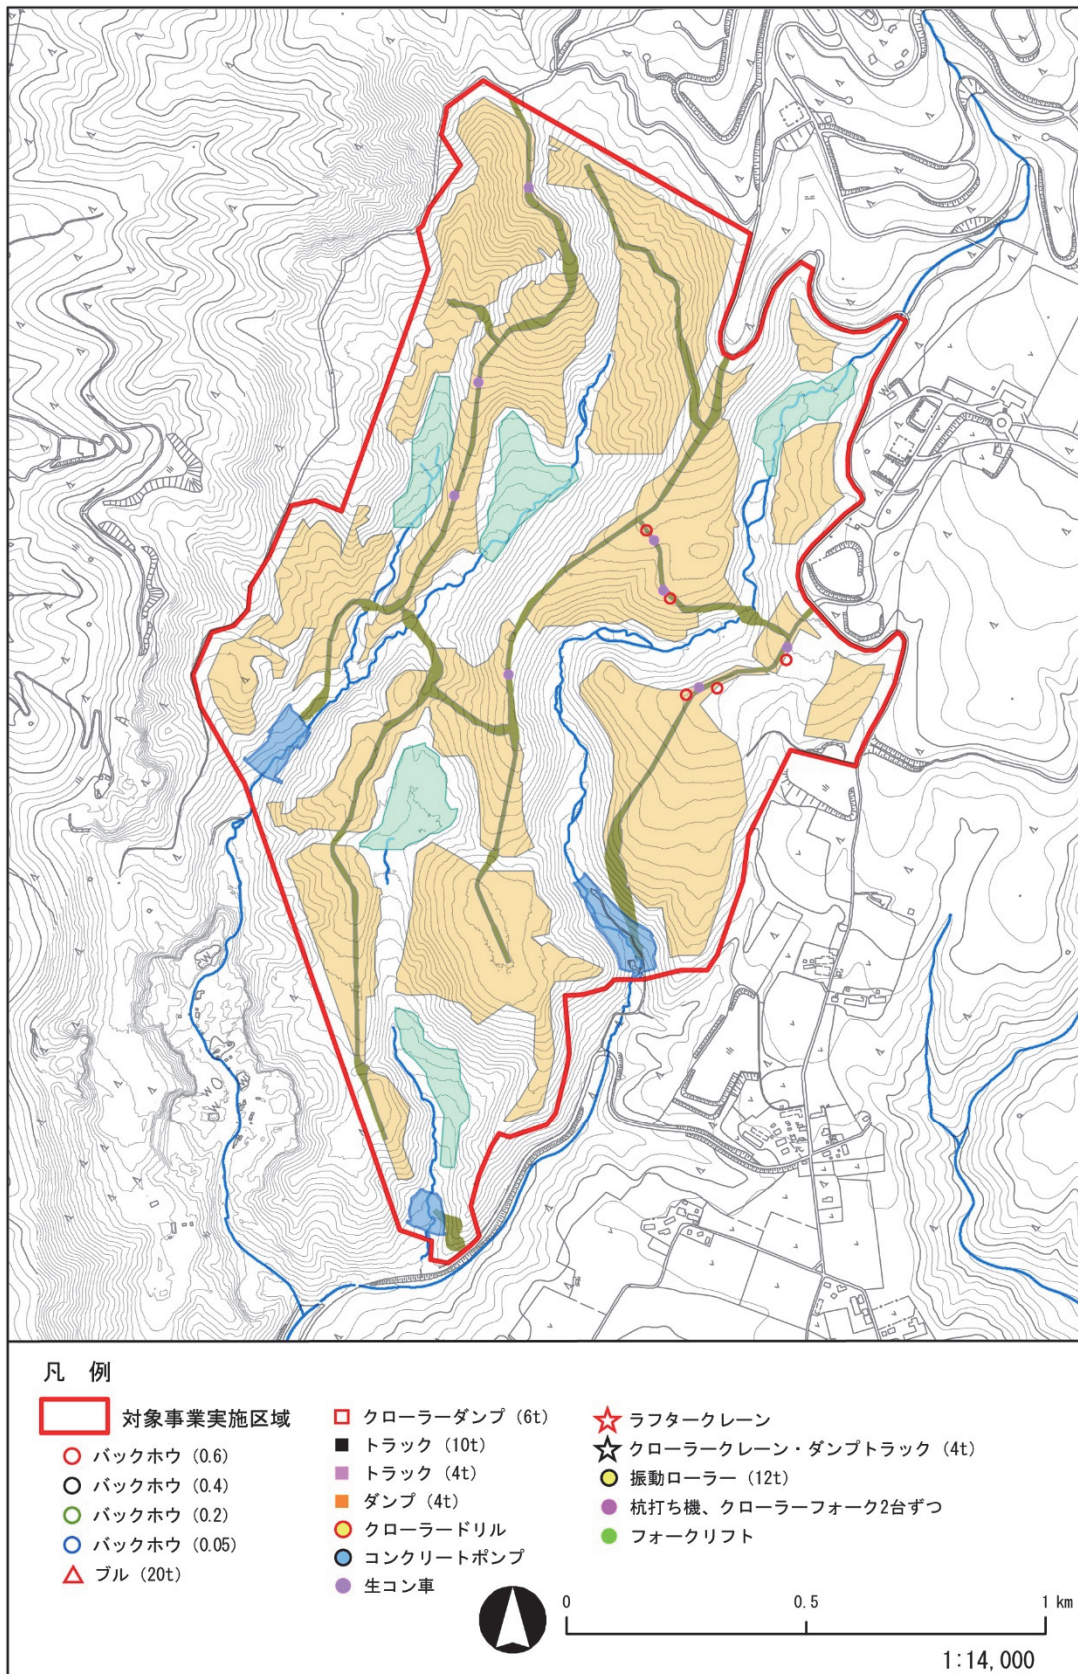 凡 例
対象事業実施区域
バックホウ (0.6)
バックホウ (0.4)
バックホウ (0.2)
バックホウ (0.05)
ブル (20t)
クローラーダンプ (6t)
トラック (10t)
トラック (4t)
ダンプ (4t)
クローラードリル
コンクリートポンプ
生コン車
ラフタークレーン
クローラークレーン・ダンプトラック (4t)
振動ローラー (12t)
杭打ち機、クローラーフォーク2台ずつ
フォークリフト
0 0.5 1 km
1:14,000